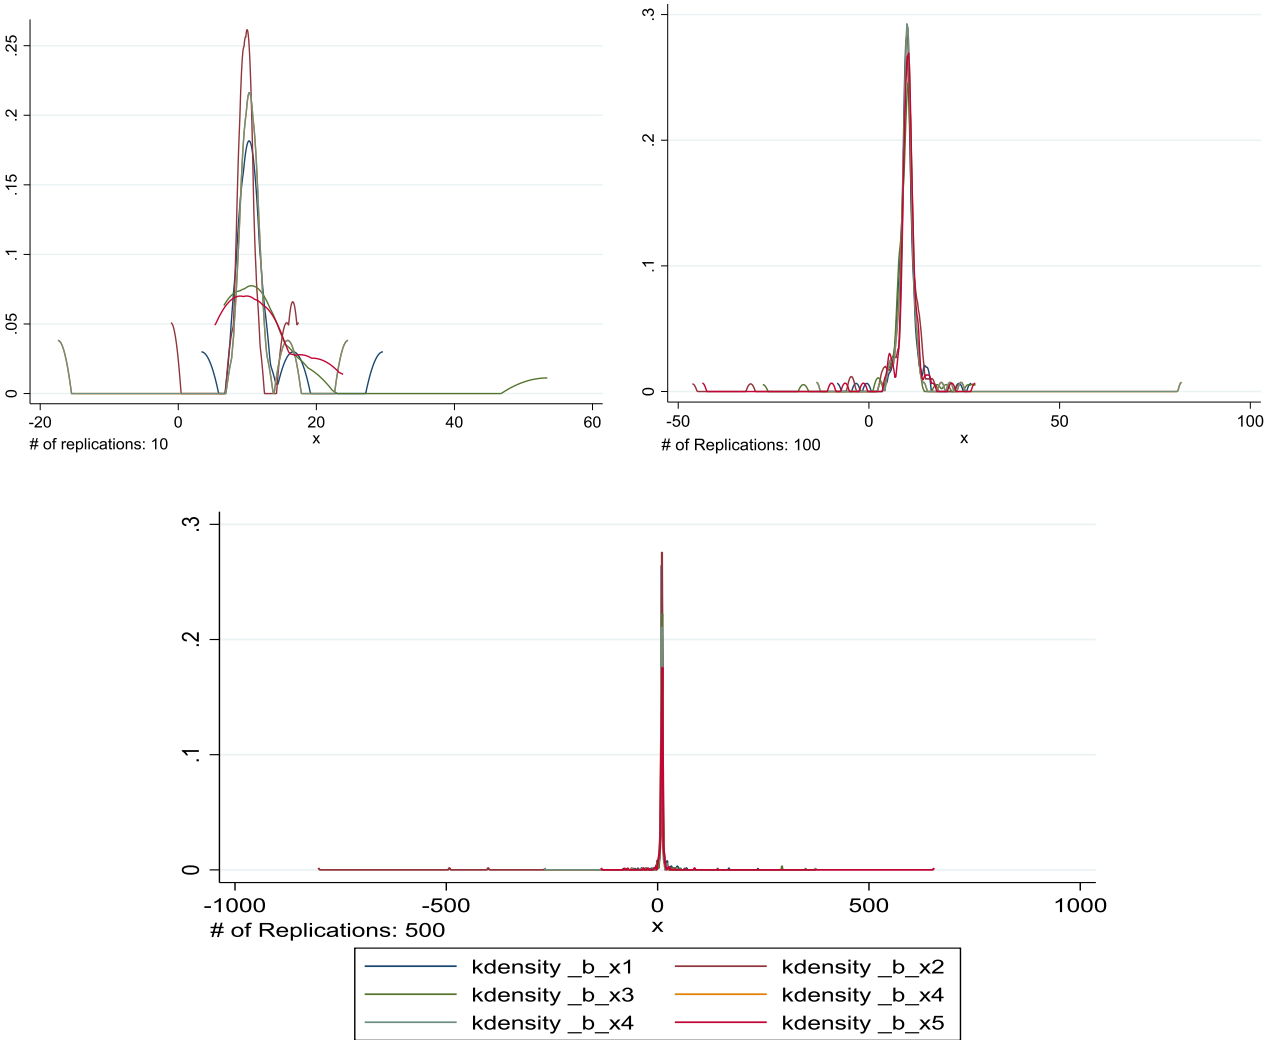 .25
.2
.15
.1
.05
0
-20 0 20 40 60
x
# of replications: 10
.3
.2
.1
0
-50 0 50 100
x
# of Replications: 100
.3
.2
.1
0
-1000 -500 0 500 1000
x
# of Replications: 500
kdensity _b_x1 kdensity _b_x2
kdensity _b_x3 kdensity _b_x4
kdensity _b_x4 kdensity _b_x5